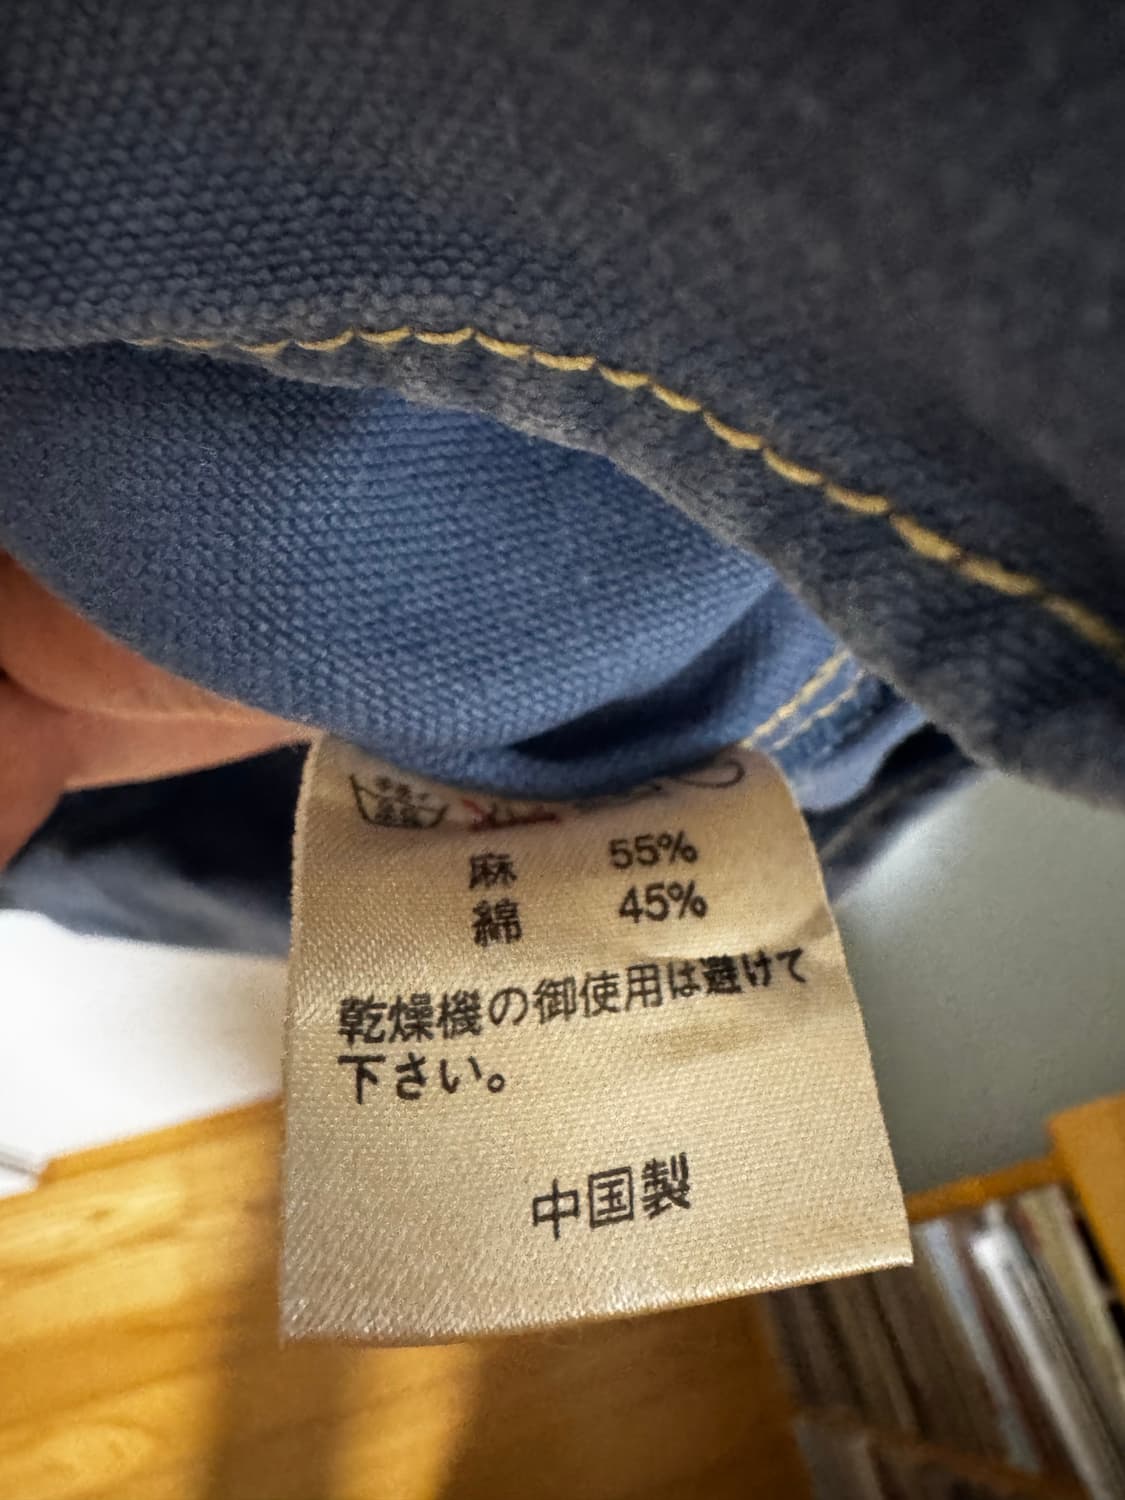 麻 55%
綿 45%
乾燥機の御使用は避けて
下さい。
中国製